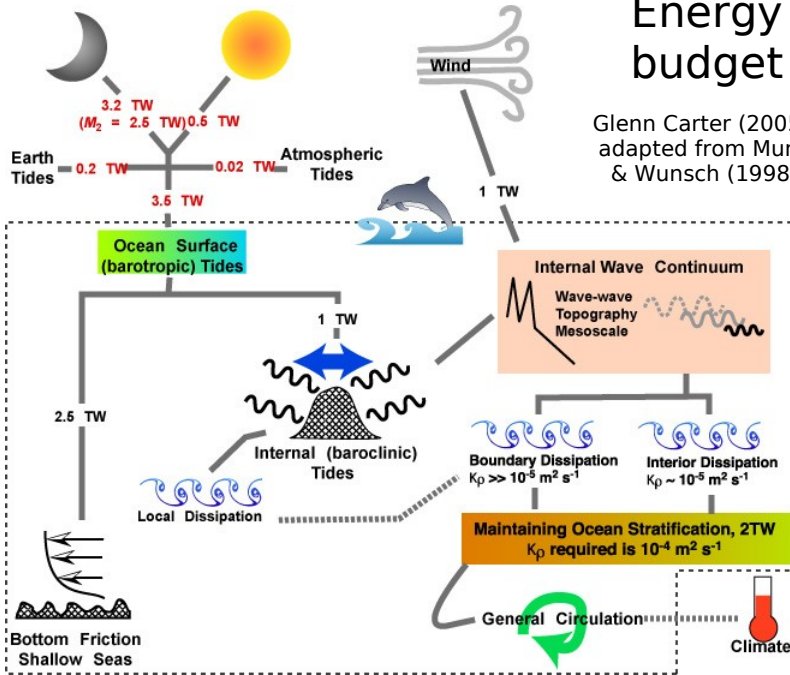 Energy
budget
Glenn Carter (2005
adapted from Mun
& Wunsch (1998
Wind
3.2 TW
(M₂ = 2.5 TW)
0.5 TW
Earth
Tides
0.2 TW
0.02 TW
Atmospheric
Tides
3.5 TW
1 TW
Ocean Surface
(barotropic) Tides
Internal Wave Continuum
Wave-wave
Topography
Mesoscale
1 TW
2.5 TW
Internal (baroclinic)
Tides
Boundary Dissipation
Kρ >> 10⁻⁵ m² s⁻¹
Interior Dissipation
Kρ ~ 10⁻⁵ m² s⁻¹
Local Dissipation
Maintaining Ocean Stratification, 2TW
Kρ required is 10⁻⁴ m² s⁻¹
General Circulation
Climate
Bottom Friction
Shallow Seas